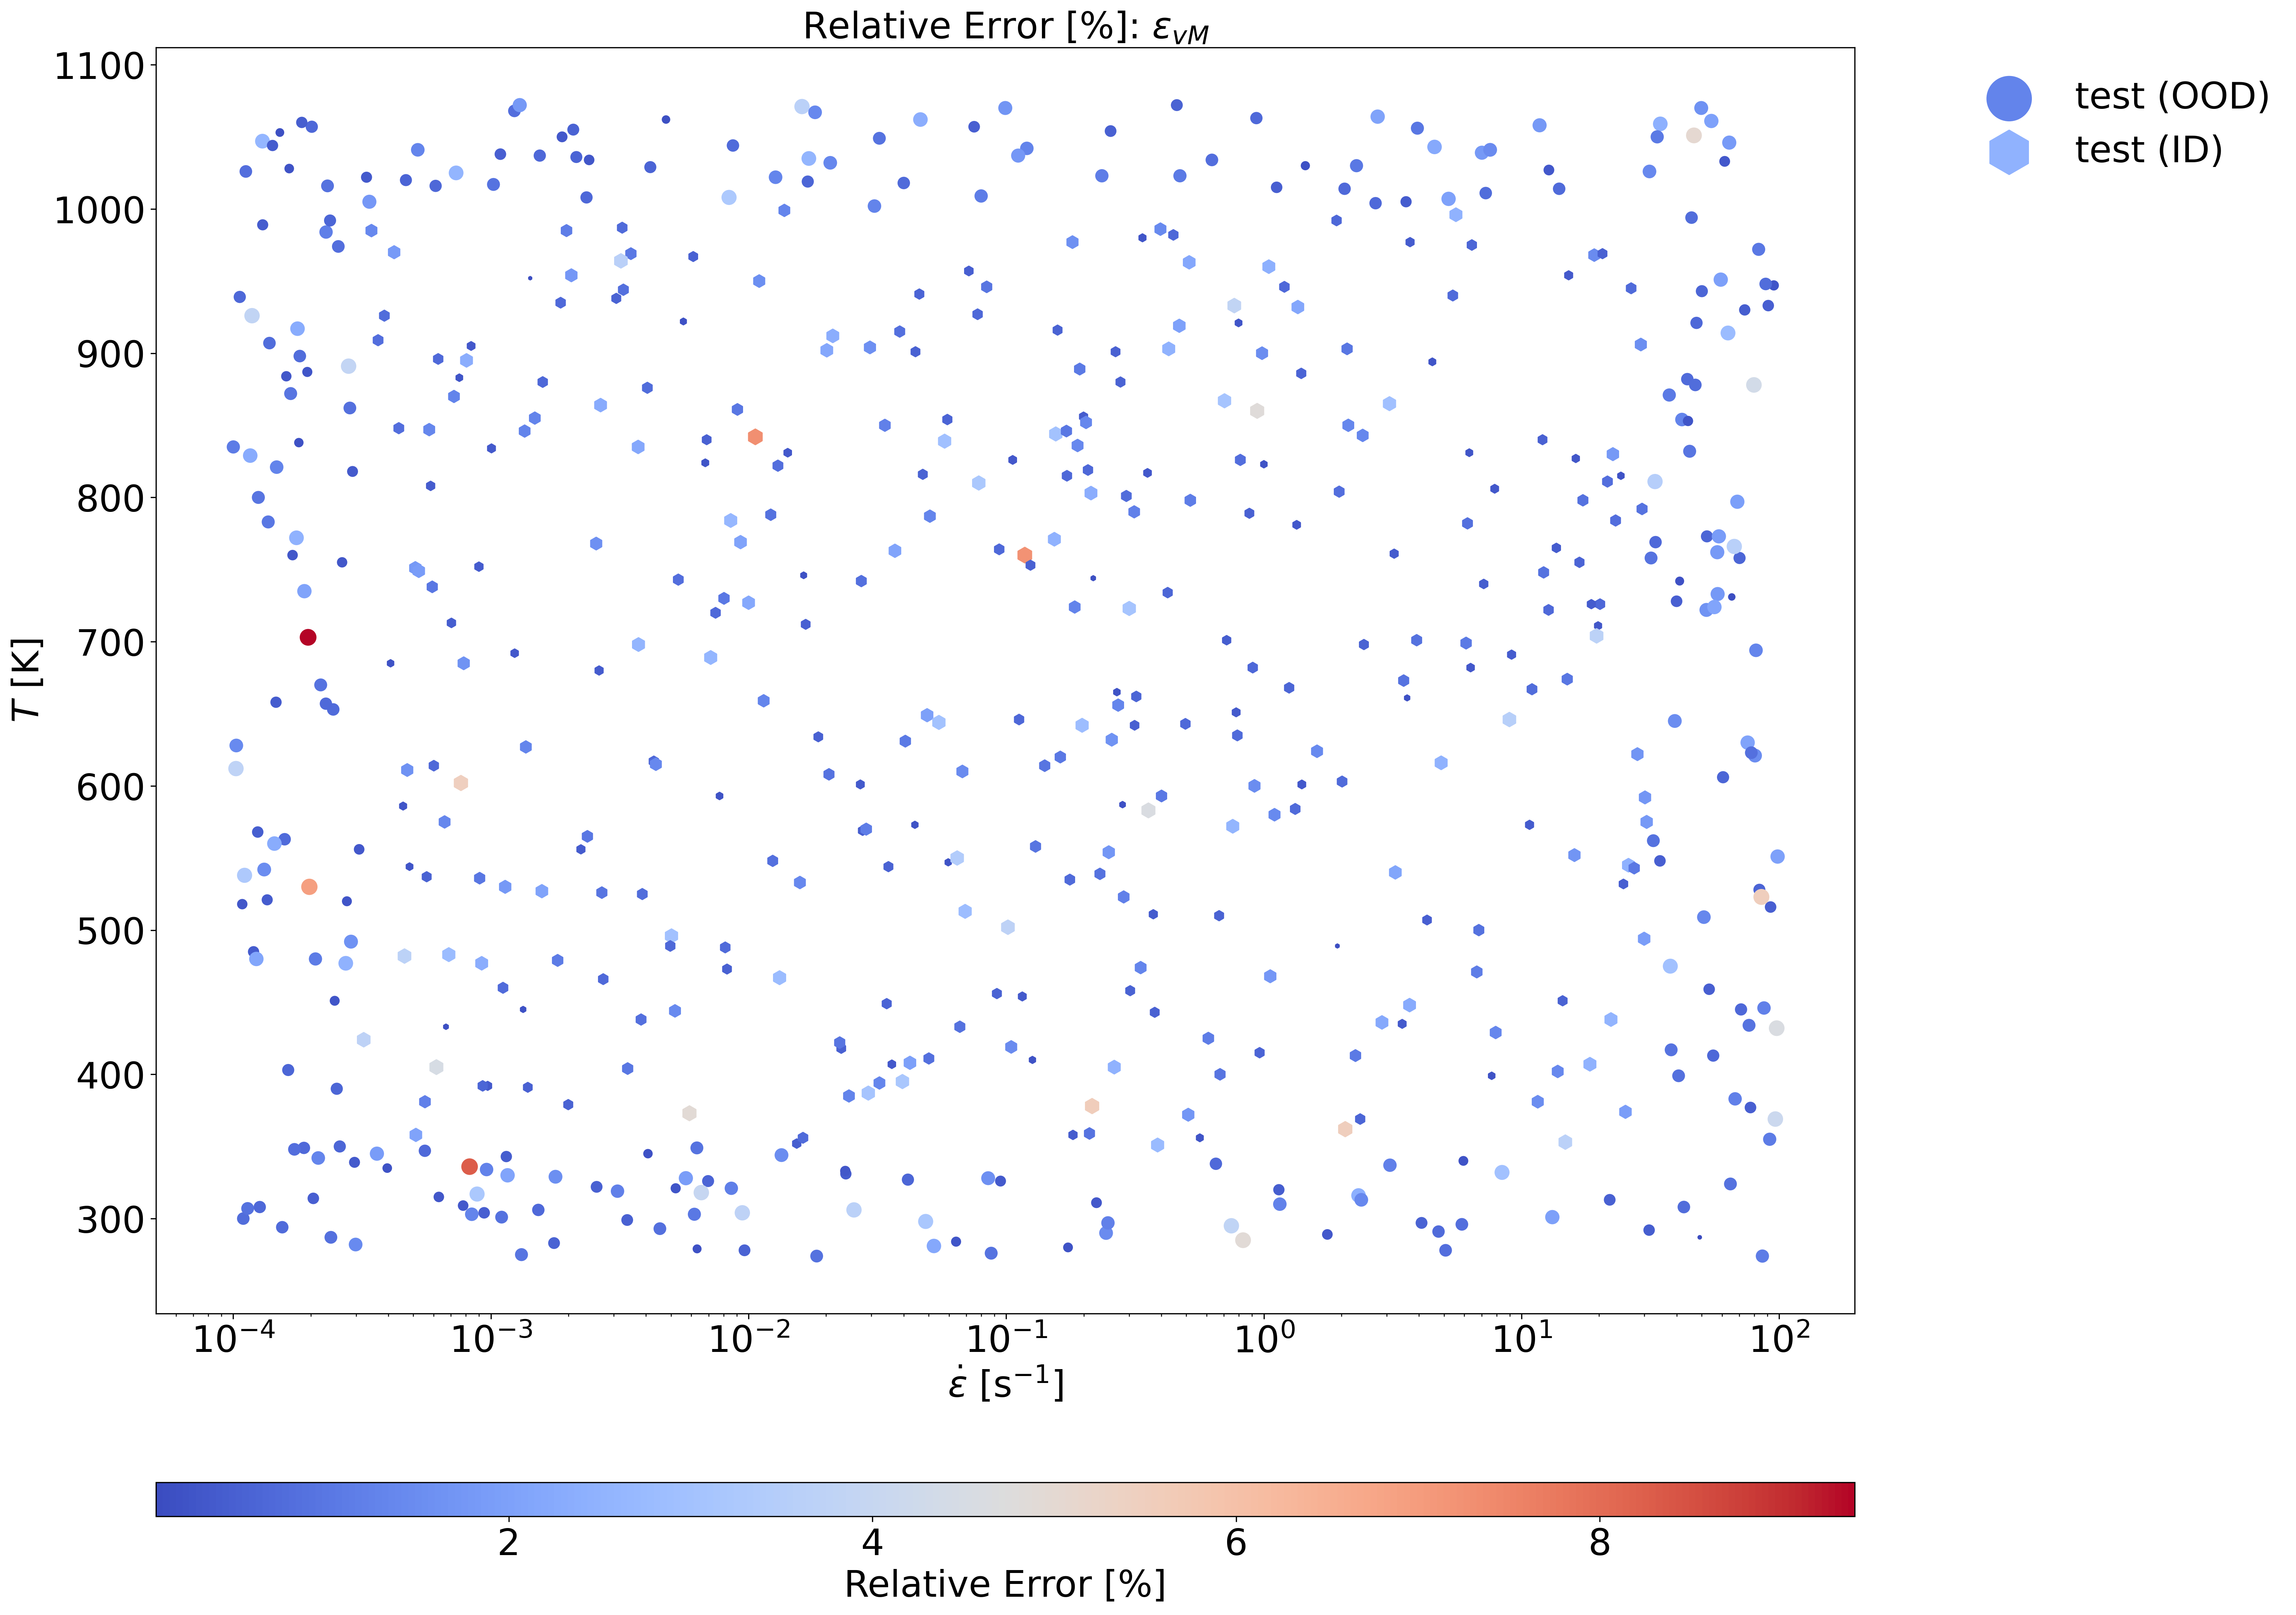 Relative Error [%]: εvM
1100
1000
900
800
700
600
500
400
300
T [K]
10−4 10−3 10−2 10−1 100 101 102
ε̇ [s−1]
test (OOD)
test (ID)
2 4 6 8
Relative Error [%]